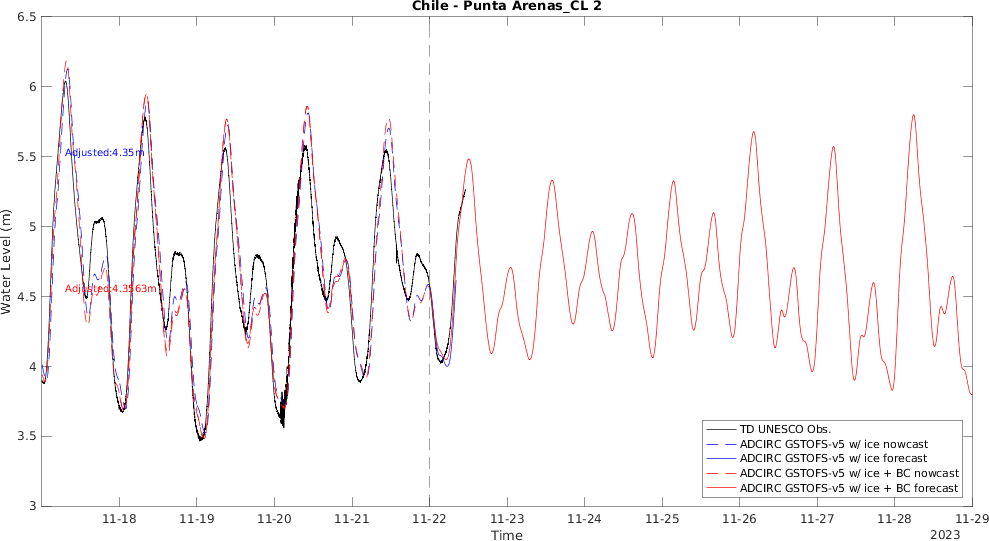 Chile - Punta Arenas_CL 2
6.5
6
5.5
5
4.5
4
3.5
3
Water Level (m)
Adjusted:4.35m
Adjusted:4.3563m
TD UNESCO Obs.
ADCIRC GSTOFS-v5 w/ ice nowcast
ADCIRC GSTOFS-v5 w/ ice forecast
ADCIRC GSTOFS-v5 w/ ice + BC nowcast
ADCIRC GSTOFS-v5 w/ ice + BC forecast
11-18 11-19 11-20 11-21 11-22 11-23 11-24 11-25 11-26 11-27 11-28 11-29
Time
2023